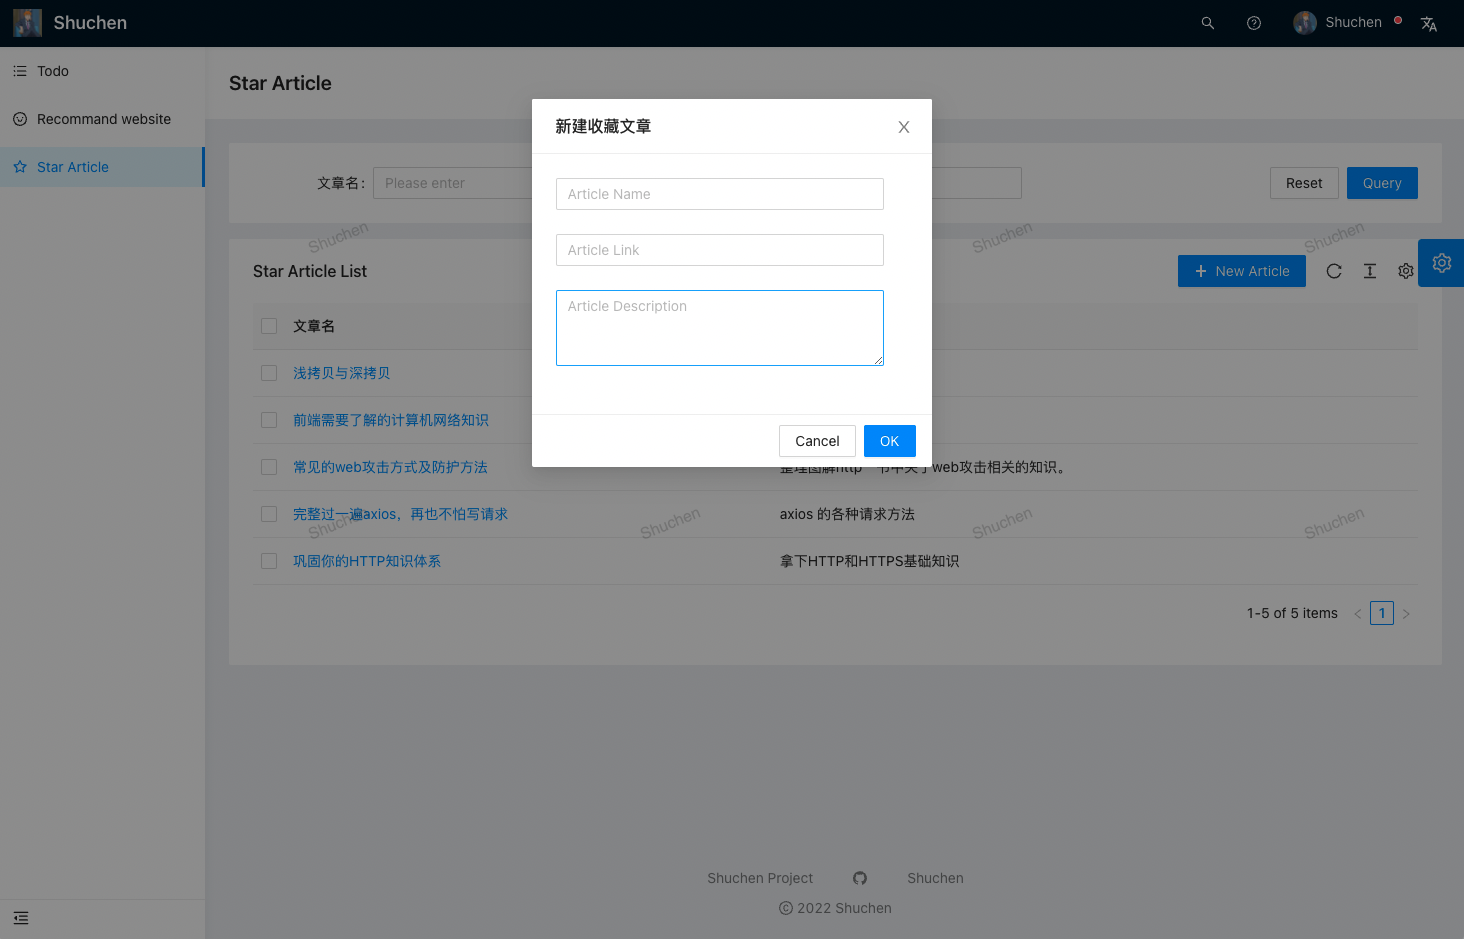 Shuchen
Shuchen
Todo
Recommand website
Star Article
Star Article
文章名:
Please enter
Reset
Query
Star Article List
New Article
文章名
浅拷贝与深拷贝
前端需要了解的计算机网络知识
常见的web攻击方式及防护方法
web攻击相关的知识。
完整过一遍axios，再也不怕写请求
axios 的各种请求方法
巩固你的HTTP知识体系
拿下HTTP和HTTPS基础知识
1-5 of 5 items
1
新建收藏文章
Article Name
Article Link
Article Description
Cancel
OK
Shuchen
Shuchen
Shuchen
Shuchen
Shuchen
Shuchen
Shuchen
Shuchen Project
Shuchen
© 2022 Shuchen